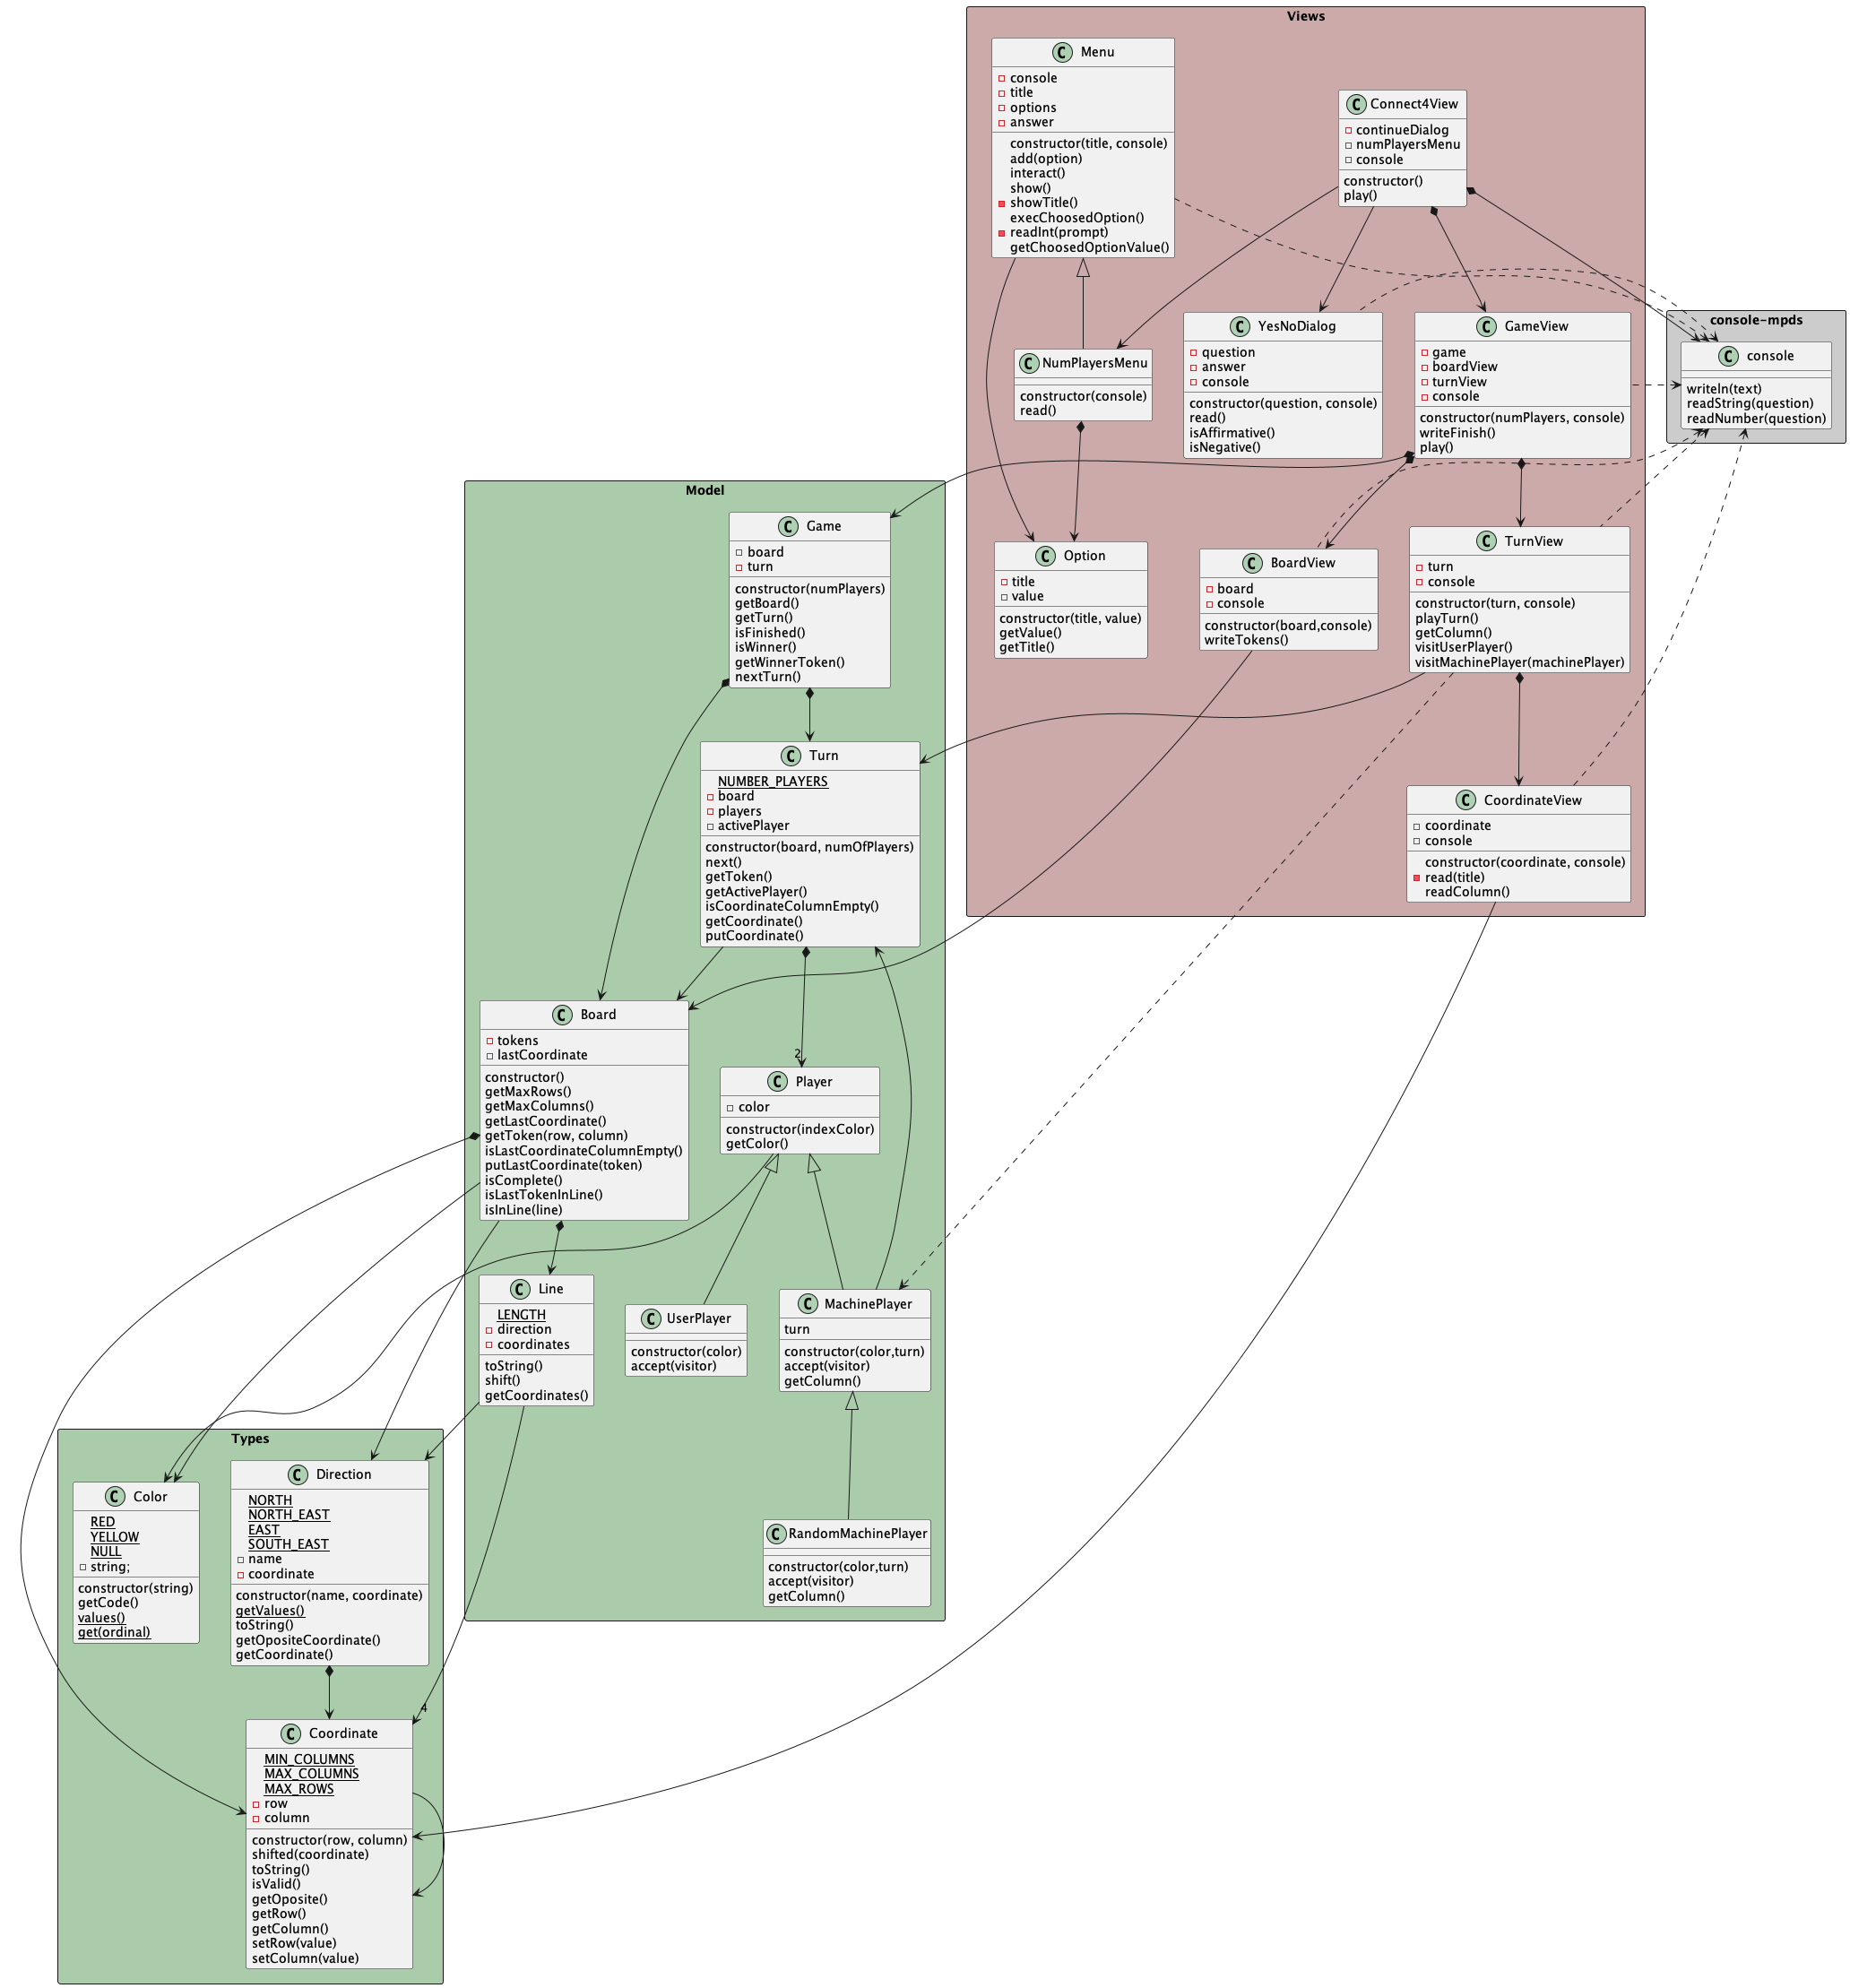 Views
C Menu
console
title
options
answer
constructor(title, console)
add(option)
interact()
show()
showTitle()
execChoosedOption()
readInt(prompt)
getChoosedOptionValue()
C Connect4View
continueDialog
numPlayersMenu
console
constructor()
play()
C NumPlayersMenu
constructor(console)
read()
C YesNoDialog
question
answer
console
constructor(question, console)
read()
isAffirmative()
isNegative()
C GameView
game
boardView
turnView
console
constructor(numPlayers, console)
writeFinish()
play()
console-mpds
C console
writeln(text)
readString(question)
readNumber(question)
C Option
title
value
constructor(title, value)
getValue()
getTitle()
C BoardView
board
console
constructor(board,console)
writeTokens()
C TurnView
turn
console
constructor(turn, console)
playTurn()
getColumn()
visitUserPlayer()
visitMachinePlayer(machinePlayer)
C CoordinateView
coordinate
console
constructor(coordinate, console)
read(title)
readColumn()
Model
C Game
board
turn
constructor(numPlayers)
getBoard()
getTurn()
isFinished()
isWinner()
getWinnerToken()
nextTurn()
C Turn
NUMBER_PLAYERS
board
players
activePlayer
constructor(board, numOfPlayers)
next()
getToken()
getActivePlayer()
isCoordinateColumnEmpty()
getCoordinate()
putCoordinate()
C Board
tokens
lastCoordinate
constructor()
getMaxRows()
getMaxColumns()
getLastCoordinate()
getToken(row, column)
isLastCoordinateColumnEmpty()
putLastCoordinate(token)
isComplete()
isLastTokenInLine()
isInLine(line)
2
C Player
color
constructor(indexColor)
getColor()
C Line
LENGTH
direction
coordinates
toString()
shift()
getCoordinates()
C UserPlayer
constructor(color)
accept(visitor)
C MachinePlayer
turn
constructor(color,turn)
accept(visitor)
getColumn()
C RandomMachinePlayer
constructor(color,turn)
accept(visitor)
getColumn()
Types
C Color
RED
YELLOW
NULL
string;
constructor(string)
getCode()
values()
get(ordinal)
C Direction
NORTH
NORTH_EAST
EAST
SOUTH_EAST
name
coordinate
constructor(name, coordinate)
getValues()
toString()
getOpositeCoordinate()
getCoordinate()
4
C Coordinate
MIN_COLUMNS
MAX_COLUMNS
MAX_ROWS
row
column
constructor(row, column)
shifted(coordinate)
toString()
isValid()
getOposite()
getRow()
getColumn()
setRow(value)
setColumn(value)